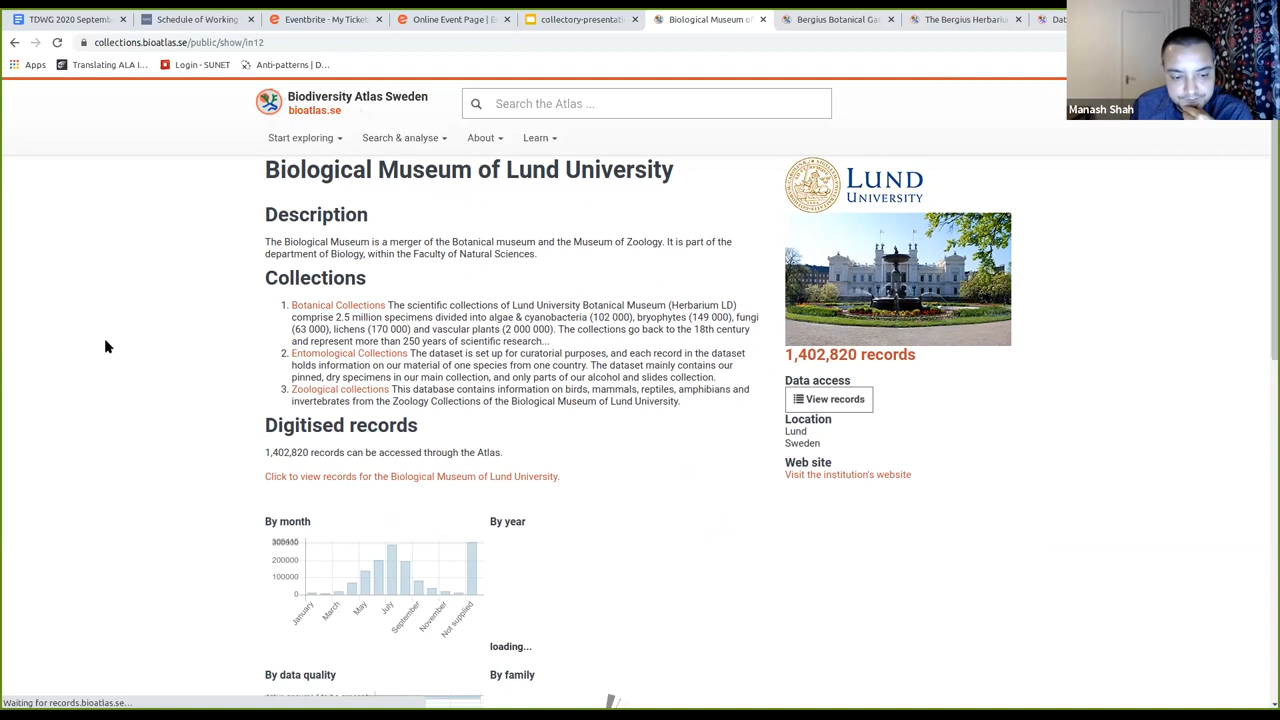 TDWG 2020 Septemb
Schedule of Working
Eventbrite - My Ticket
Online Event Page | E
collectory-presentatio
Biological Museum of
Bergius Botanical Ga
The Bergius Herbariu
Dat
collections.bioatlas.se/public/show/in12
Apps
Translating ALA I...
Login - SUNET
Anti-patterns | D...
Manash Shah
Biodiversity Atlas Sweden
bioatlas.se
Search the Atlas ...
Start exploring
Search & analyse
About
Learn
Biological Museum of Lund University
LUND
UNIVERSITY
Description
The Biological Museum is a merger of the Botanical museum and the Museum of Zoology. It is part of the
department of Biology, within the Faculty of Natural Sciences.
Collections
1. Botanical Collections The scientific collections of Lund University Botanical Museum (Herbarium LD)
comprise 2.5 million specimens divided into algae & cyanobacteria (102 000), bryophytes (149 000), fungi
(63 000), lichens (170 000) and vascular plants (2 000 000). The collections go back to the 18th century
and represent more than 250 years of scientific research...
2. Entomological Collections The dataset is set up for curatorial purposes, and each record in the dataset
holds information on our material of one species from one country. The dataset mainly contains our
pinned, dry specimens in our main collection, and only parts of our alcohol and slides collection.
3. Zoological collections This database contains information on birds, mammals, reptiles, amphibians and
invertebrates from the Zoology Collections of the Biological Museum of Lund University.
1,402,820 records
Data access
View records
Location
Lund
Sweden
Web site
Visit the institution's website
Digitised records
1,402,820 records can be accessed through the Atlas.
Click to view records for the Biological Museum of Lund University.
By month
By year
200000
100000
0
January
March
May
July
September
November
Not supplied
loading...
By data quality
By family
Waiting for records.bioatlas.se...